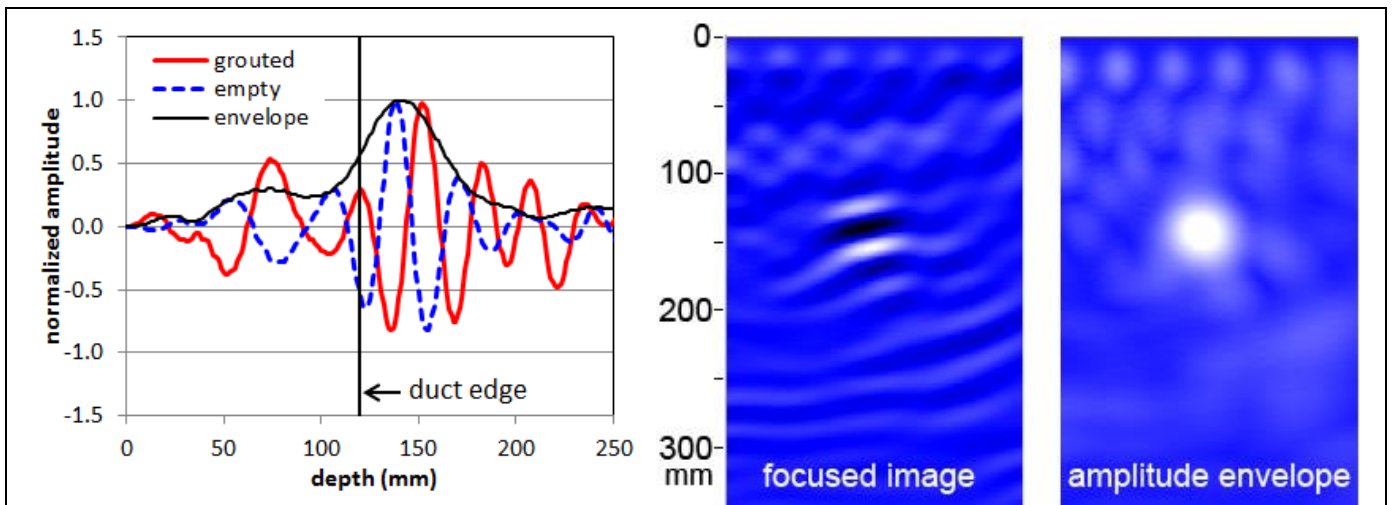 1.5
1.0
0.5
0.0
-0.5
-1.0
-1.5
normalized amplitude
grouted
empty
envelope
duct edge
0 50 100 150 200 250
depth (mm)
0
100
200
300
mm
focused image
amplitude envelope